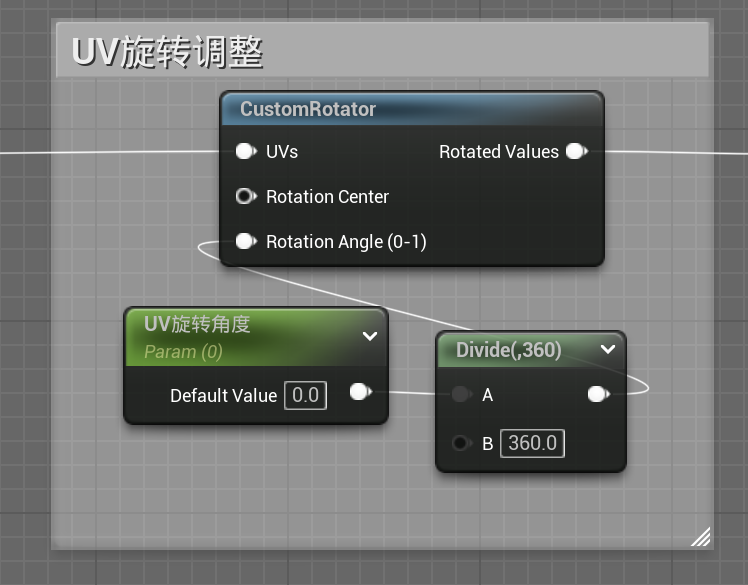 UV旋转调整
CustomRotator
UVs
Rotated Values
Rotation Center
Rotation Angle (0-1)
UV旋转角度
Param (0)
Default Value 0.0
Divide(,360)
A
B 360.0